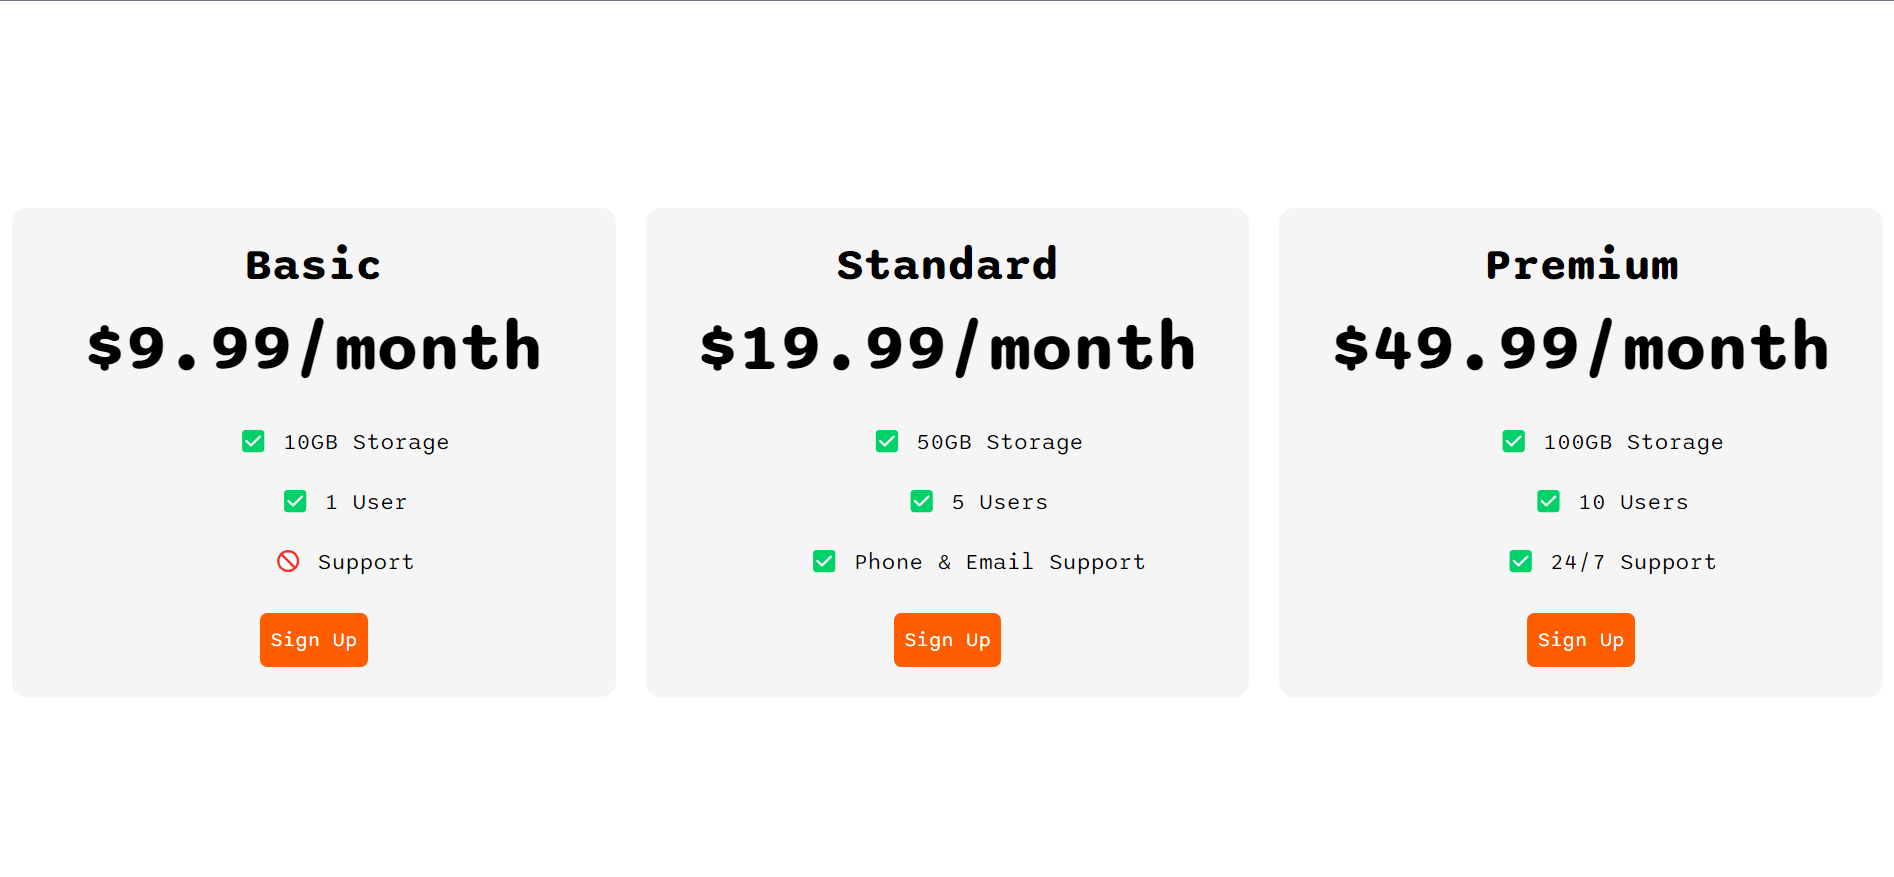 Basic
$9.99/month
10GB Storage
1 User
Support
Sign Up
Standard
$19.99/month
50GB Storage
5 Users
Phone & Email Support
Sign Up
Premium
$49.99/month
100GB Storage
10 Users
24/7 Support
Sign Up